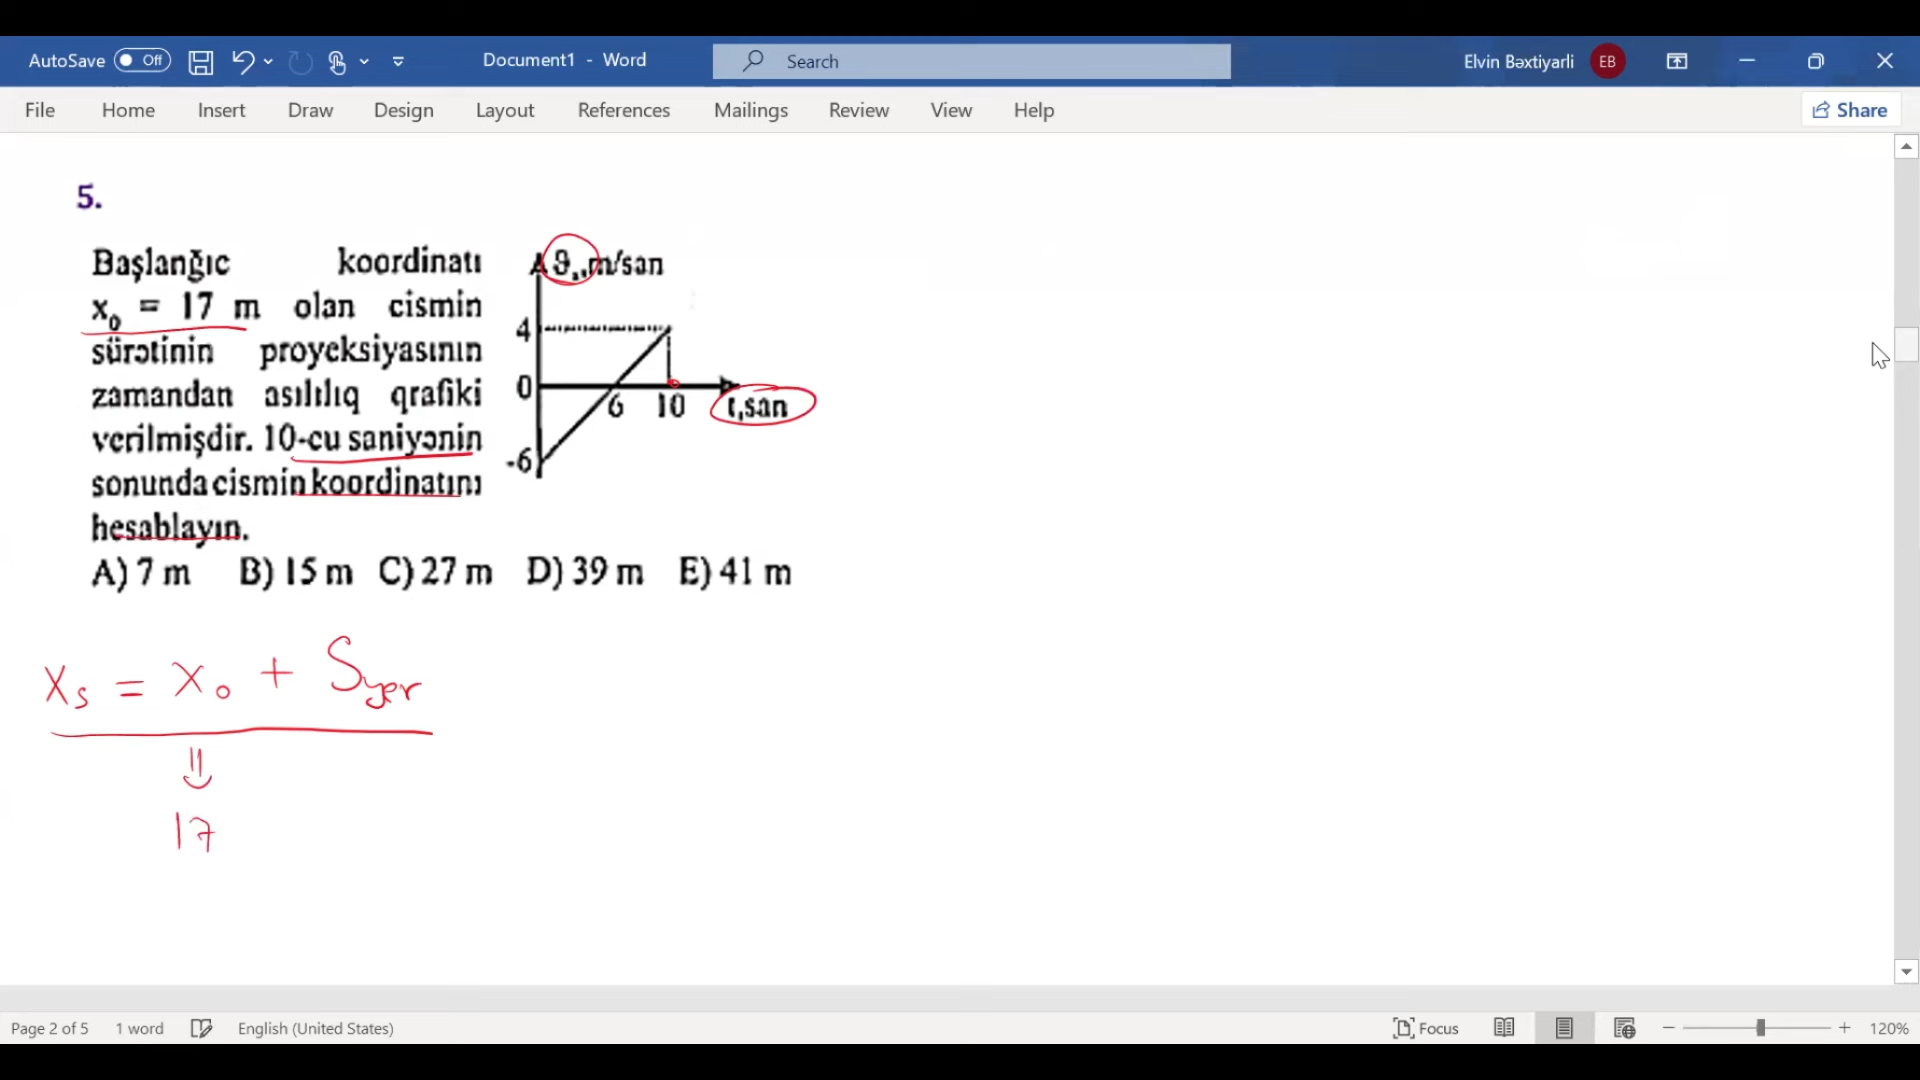 AutoSave Off Document1 - Word Search Elvin Bəxtiyarli EB
File Home Insert Draw Design Layout References Mailings Review View Help Share
5.
Başlanğıc koordinatı
x₀ = 17 m olan cismin
sürətinin proyeksiyasının
zamandan asılılıq qrafiki
verilmişdir. 10-cu saniyənin
sonunda cismin koordinatını
hesablayın.
ϑₓ, m/san
4
0
6 10 t,san
-6
A) 7 m B) 15 m C) 27 m D) 39 m E) 41 m
Xs = X₀ + Syer
17
Page 2 of 5 1 word English (United States) Focus 120%